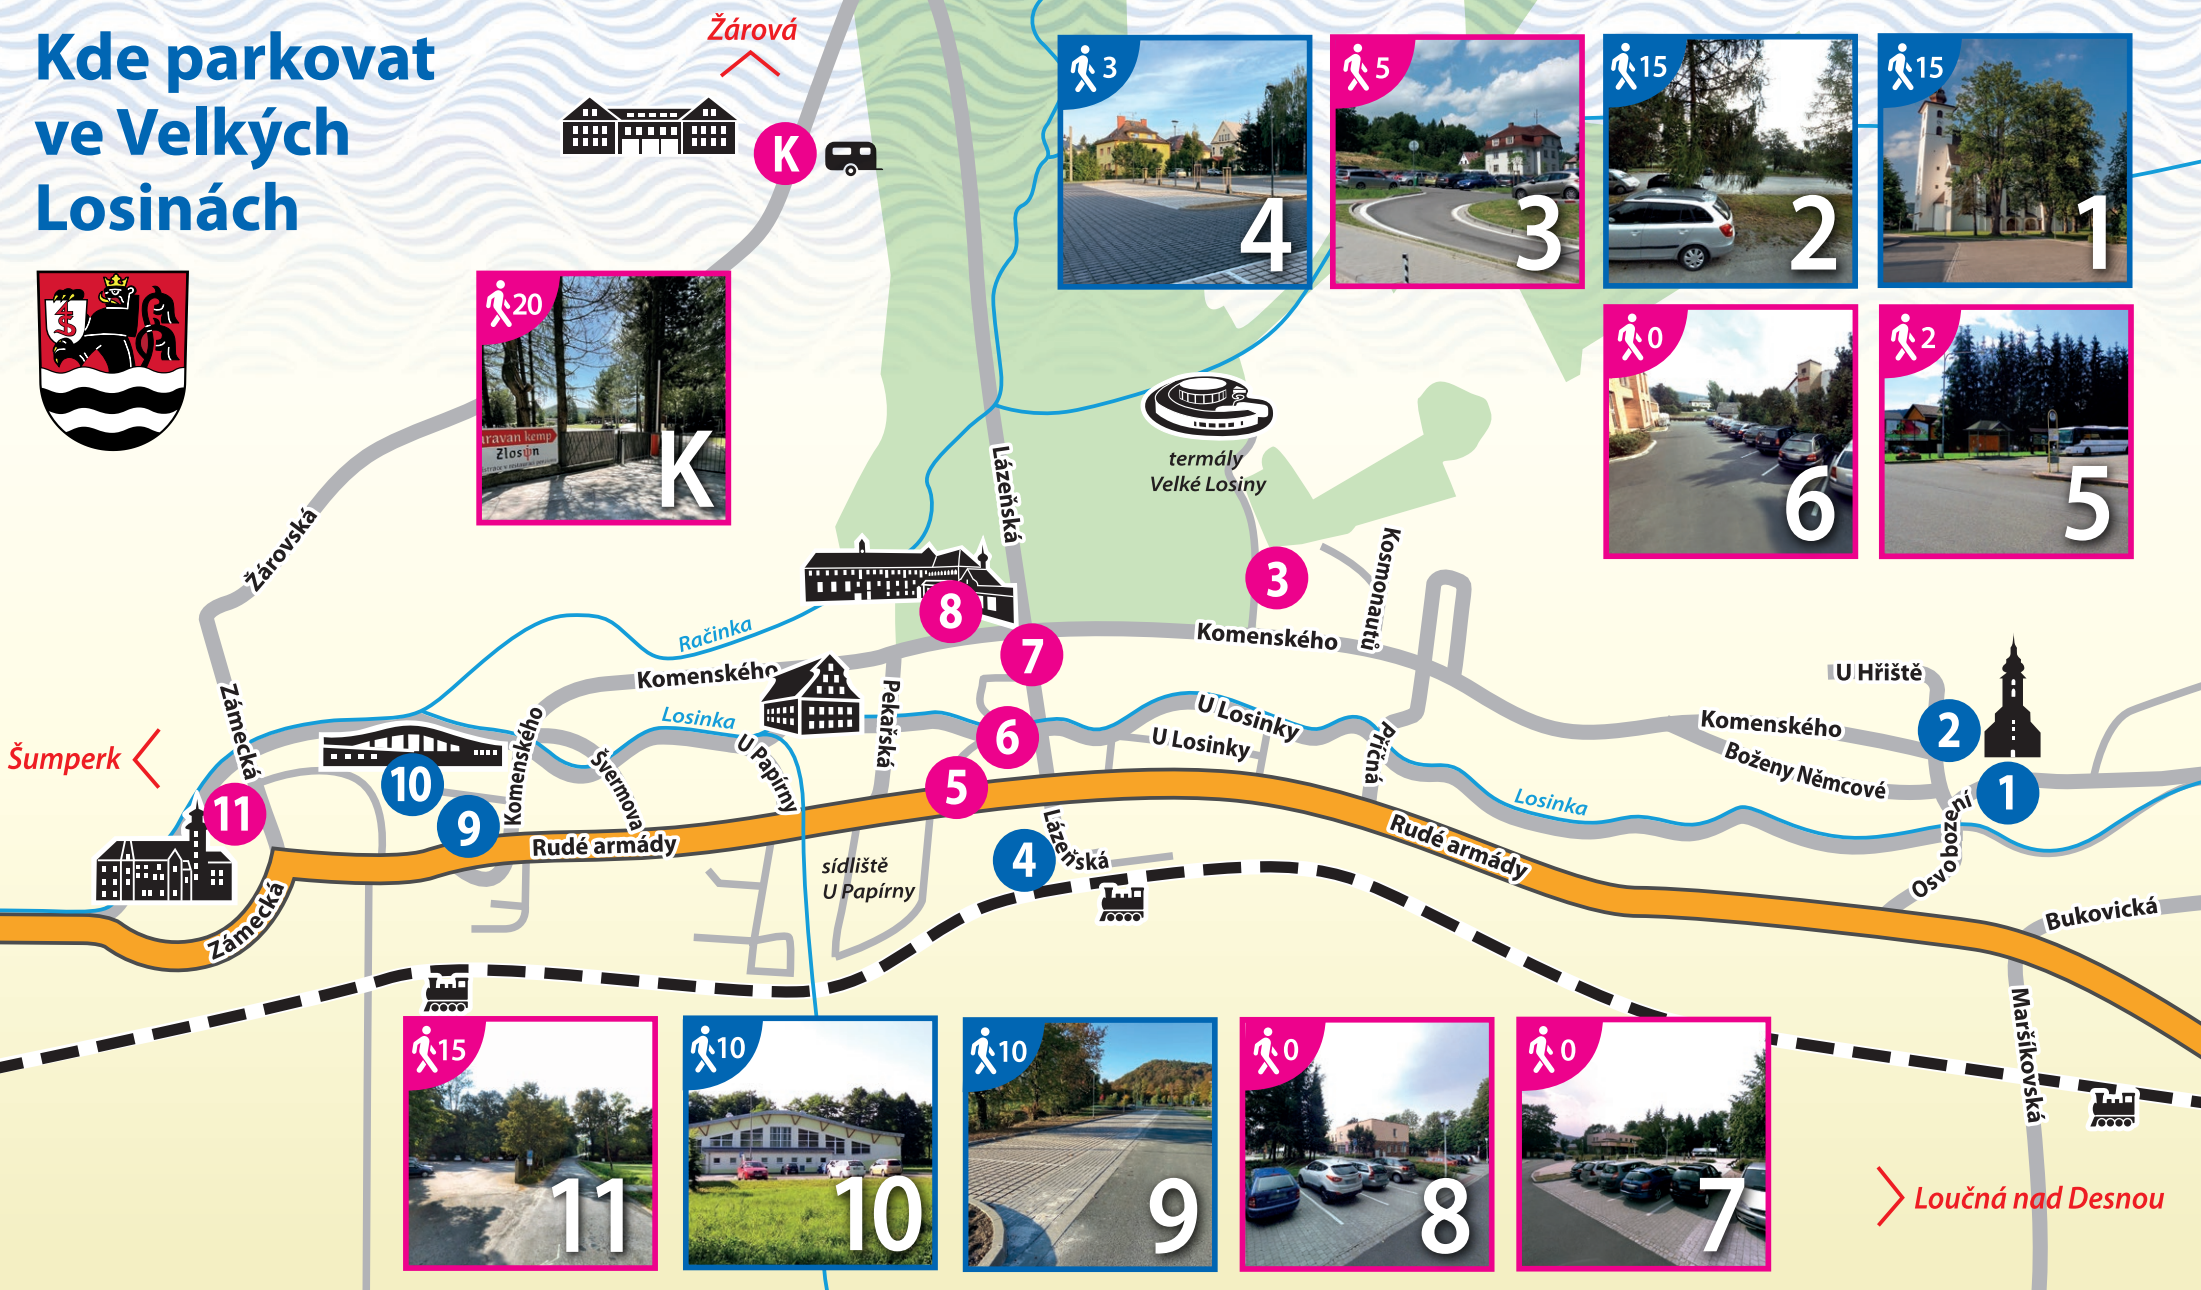 Kde parkovat
ve Velkých
Losinách
Žárová
K
3
4
5
3
15
2
15
1
20
caravan kemp
Zlosyn
K
0
6
2
5
termály
Velké Losiny
Lázeňská
Žárovská
3
Kosmonautů
8
7
Komenského
Račinka
Komenského
Zámecká
Pekařská
U Hřiště
2
Losinka
U Losinky
U Losinky
Příčná
Komenského
Boženy Němcové
Šumperk
10
Komenského
Švermova
U Papírny
6
5
1
11
9
Rudé armády
Losinka
Osvobození
sídliště
U Papírny
4
Lázeňská
Rudé armády
Zámecká
Bukovická
Maršíkovská
15
11
10
10
10
9
0
8
0
7
Loučná nad Desnou